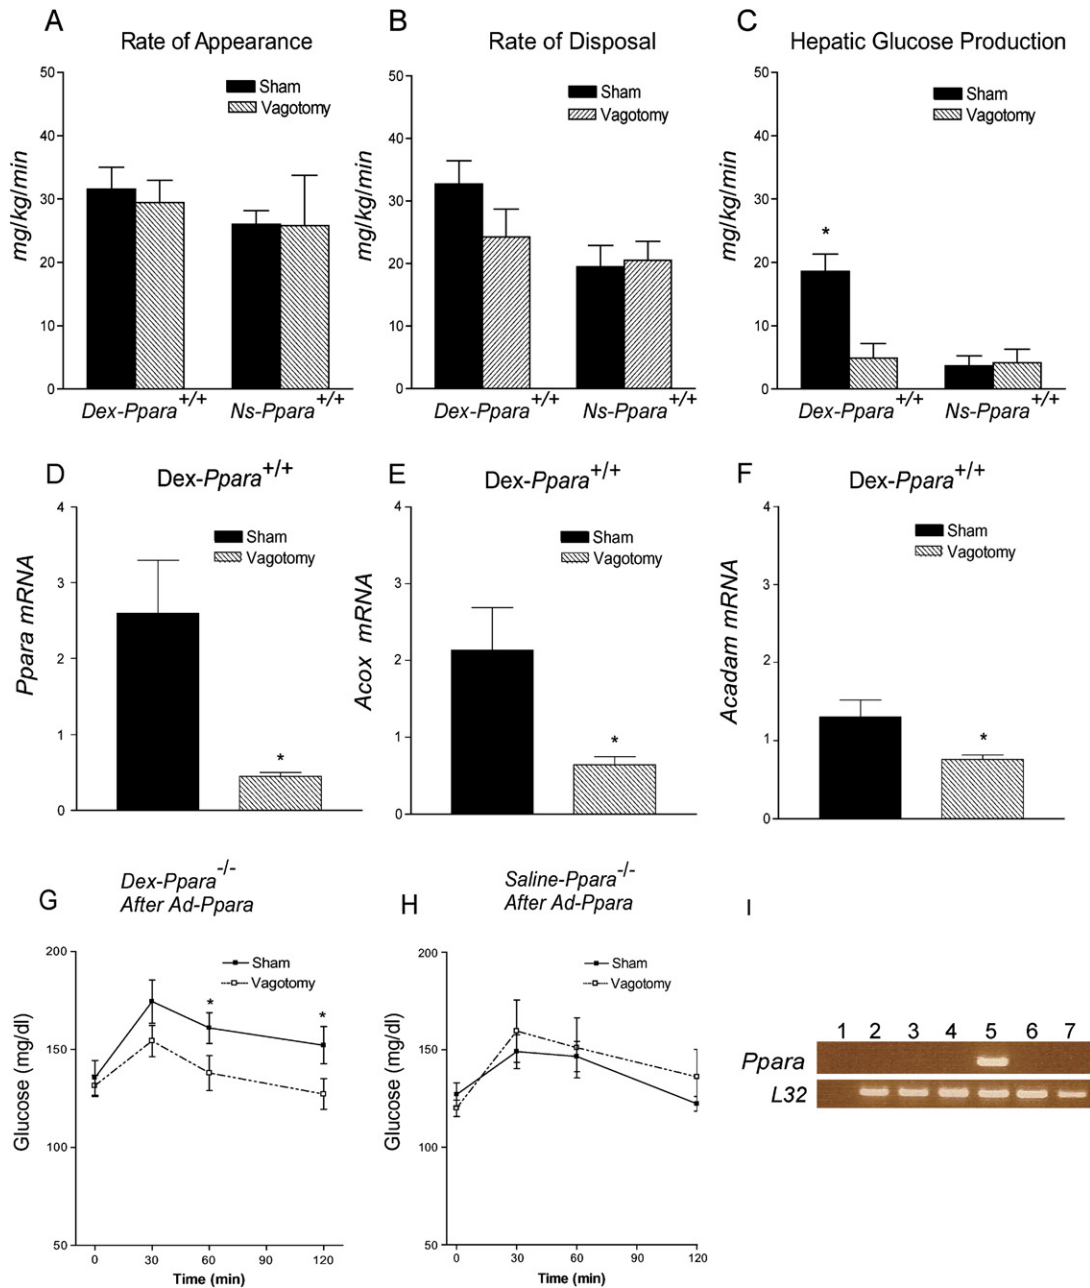 A
Rate of Appearance
50
40
30
20
10
0
mg/kg/min
Sham
Vagotomy
Dex-Ppara+/+
Ns-Ppara+/+
B
Rate of Disposal
50
40
30
20
10
0
mg/kg/min
Sham
Vagotomy
Dex-Ppara+/+
Ns-Ppara+/+
C
Hepatic Glucose Production
50
40
30
20
10
0
mg/kg/min
Sham
Vagotomy
*
Dex-Ppara+/+
Ns-Ppara+/+
D
Dex-Ppara+/+
4
3
2
1
0
Ppara mRNA
Sham
Vagotomy
*
E
Dex-Ppara+/+
4
3
2
1
0
Acox mRNA
Sham
Vagotomy
*
F
Dex-Ppara+/+
4
3
2
1
0
Acadam mRNA
Sham
Vagotomy
*
G
Dex-Ppara-/-
After Ad-Ppara
200
150
100
50
Glucose (mg/dl)
Sham
Vagotomy
* *
0 30 60 90 120
Time (min)
H
Saline-Ppara-/-
After Ad-Ppara
200
150
100
50
Glucose (mg/dl)
Sham
Vagotomy
0 30 60 90 120
Time (min)
I
1 2 3 4 5 6 7
Ppara
L32